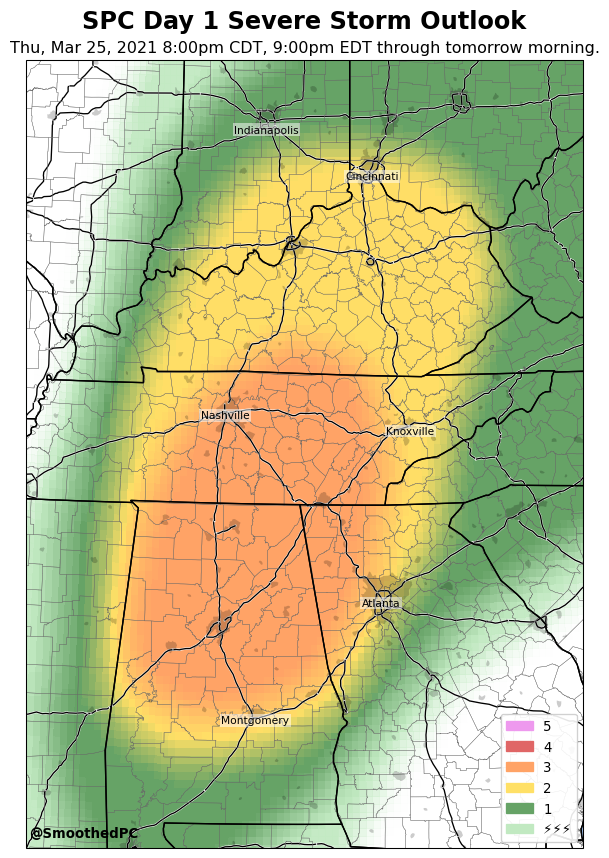 SPC Day 1 Severe Storm Outlook
Thu, Mar 25, 2021 8:00pm CDT, 9:00pm EDT through tomorrow morning.
Indianapolis
Cincinnati
Nashville
Knoxville
Atlanta
Montgomery
5
4
3
2
1
⚡⚡⚡
@SmoothedPC